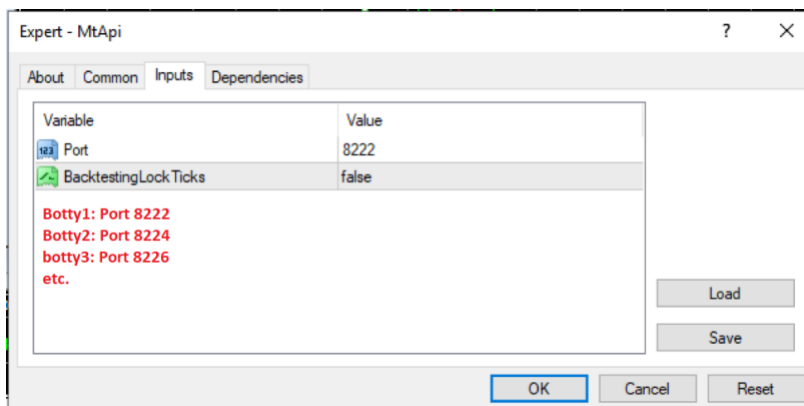 Expert - MtApi
?
About Common Inputs Dependencies
Variable Value
123 Port 8222
BacktestingLockTicks false
Botty1: Port 8222
Botty2: Port 8224
botty3: Port 8226
etc.
Load
Save
OK Cancel Reset